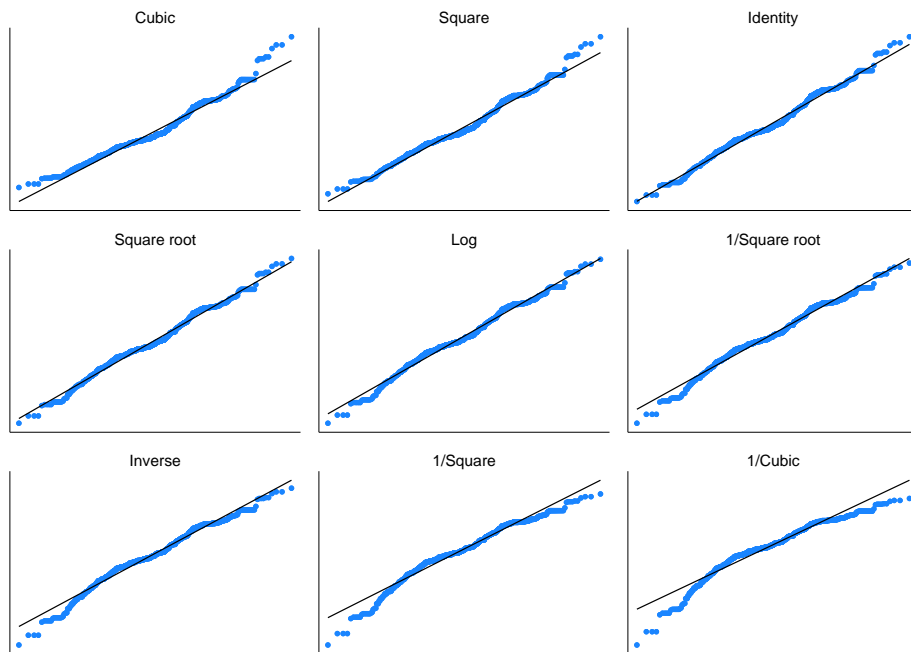 Cubic
Square
Identity
Square root
Log
1/Square root
Inverse
1/Square
1/Cubic